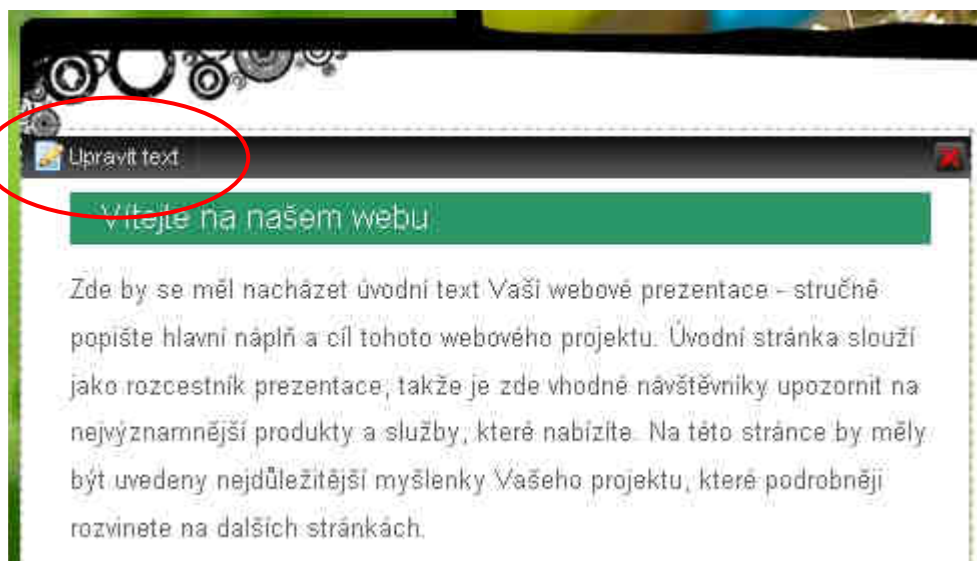 Upravit text
Vítejte na našem webu
Zde by se měl nacházet úvodní text Vaší webové prezentace - stručně
popište hlavní náplň a cíl tohoto webového projektu. Úvodní stránka slouží
jako rozcestník prezentace, takže je zde vhodné návštěvníky upozornit na
nejvýznamnější produkty a služby, které nabízíte. Na této stránce by měly
být uvedeny nejdůležitější myšlenky Vašeho projektu, které podrobněji
rozvinete na dalších stránkách.